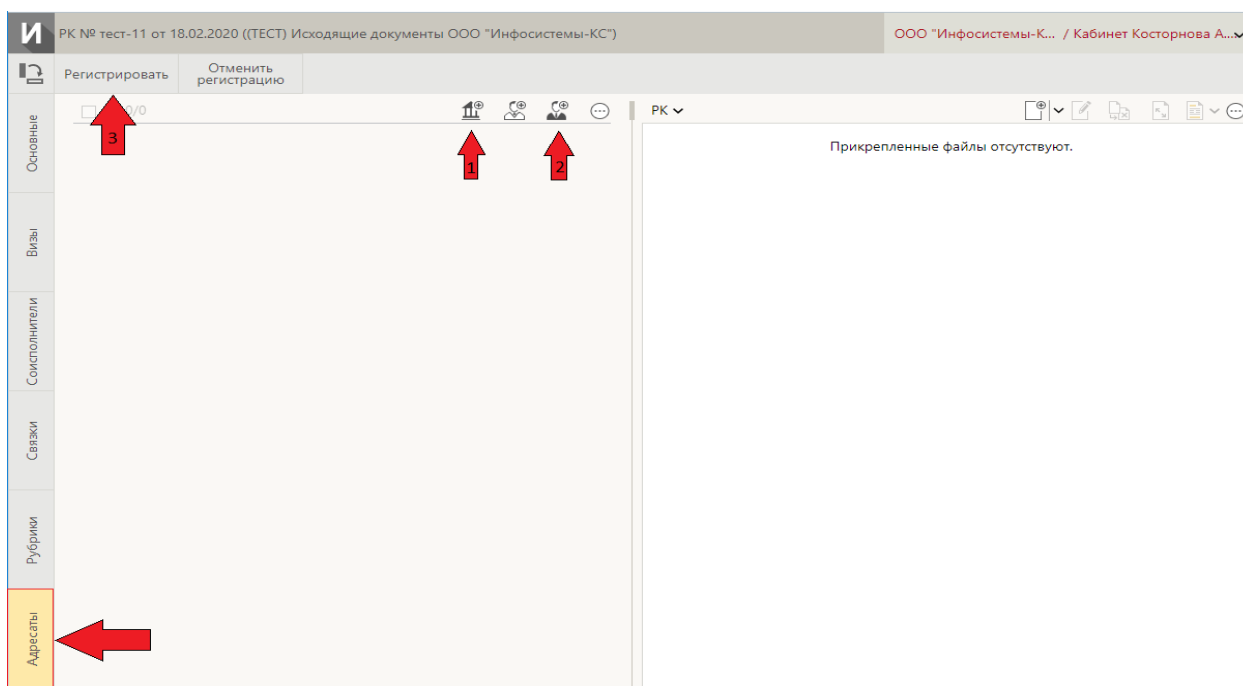 И
РК № тест-11 от 18.02.2020 ((ТЕСТ) Исходящие документы ООО "Инфосистемы-КС")
ООО "Инфосистемы-К... / Кабинет Косторнова А...
Регистрировать
Отменить
регистрацию
0/0
РК
3
1
2
Прикрепленные файлы отсутствуют.
Основные
Визы
Соисполнители
Связки
Рубрики
Адресаты